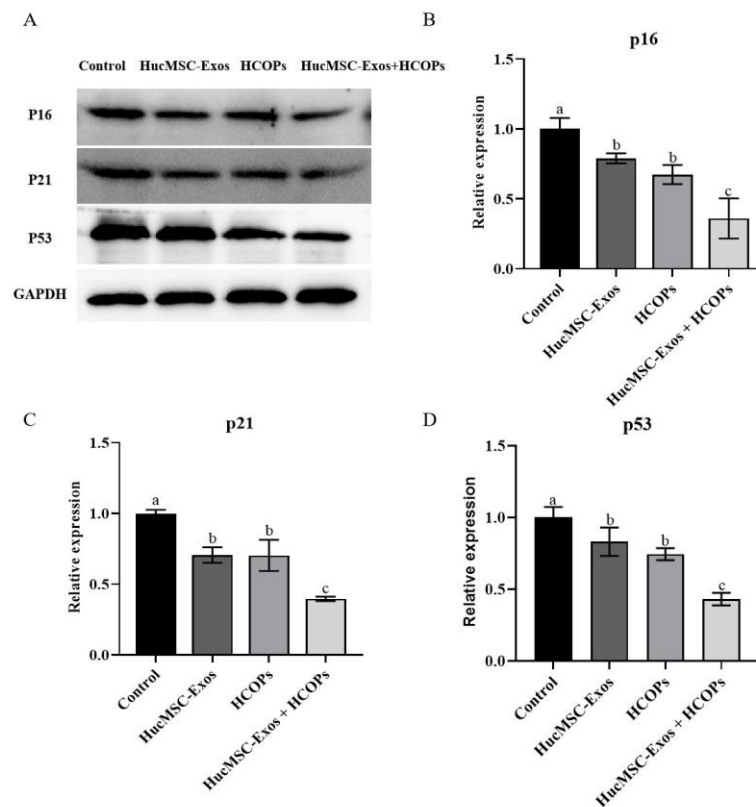 A
Control HucMSC-Exos HCOPs HucMSC-Exos+HCOPs
P16
P21
P53
GAPDH
B
p16
Relative expression
1.5
1.0
0.5
0.0
a
b
b
c
Control
HucMSC-Exos
HCOPs
HucMSC-Exos + HCOPs
C
p21
Relative expression
1.5
1.0
0.5
0.0
a
b
b
c
Control
HucMSC-Exos
HCOPs
HucMSC-Exos + HCOPs
D
p53
Relative expression
1.5
1.0
0.5
0.0
a
b
b
c
Control
HucMSC-Exos
HCOPs
HucMSC-Exos + HCOPs